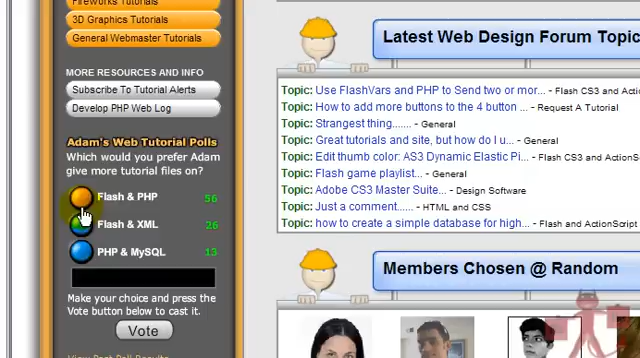 Fireworks Tutorials
3D Graphics Tutorials
General Webmaster Tutorials
MORE RESOURCES AND INFO
Subscribe To Tutorial Alerts
Develop PHP Web Log
Adam's Web Tutorial Polls
Which would you prefer Adam
give more tutorial files on?
Flash & PHP 56
Flash & XML 26
PHP & MySQL 13
Make your choice and press the
Vote button below to cast it.
Vote
View Past Poll Results
Latest Web Design Forum Topic
Topic: Use FlashVars and PHP to Send two or mor... - Flash CS3 and Acti
Topic: How to add more buttons to the 4 button ... - Request A Tutorial
Topic: Strangest thing....... - General
Topic: Great tutorials and site, but how do I u... - General
Topic: Edit thumb color: AS3 Dynamic Elastic Pi... - Flash CS3 and ActionSc
Topic: Flash game playlist... - General
Topic: Adobe CS3 Master Suite... - Design Software
Topic: Just a comment.... - HTML and CSS
Topic: how to create a simple database for high... - Flash and ActionScript
Members Chosen @ Random